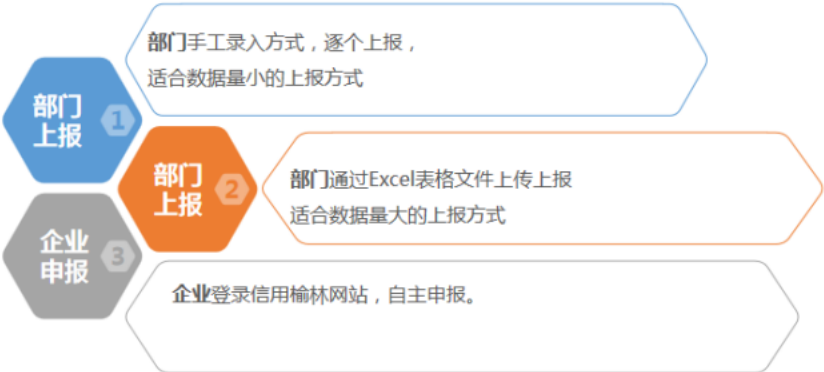 部门手工录入方式，逐个上报，
适合数据量小的上报方式
部门
上报
1
部门
上报
2
部门通过Excel表格文件上传上报
适合数据量大的上报方式
企业
申报
3
企业登录信用榆林网站，自主申报。